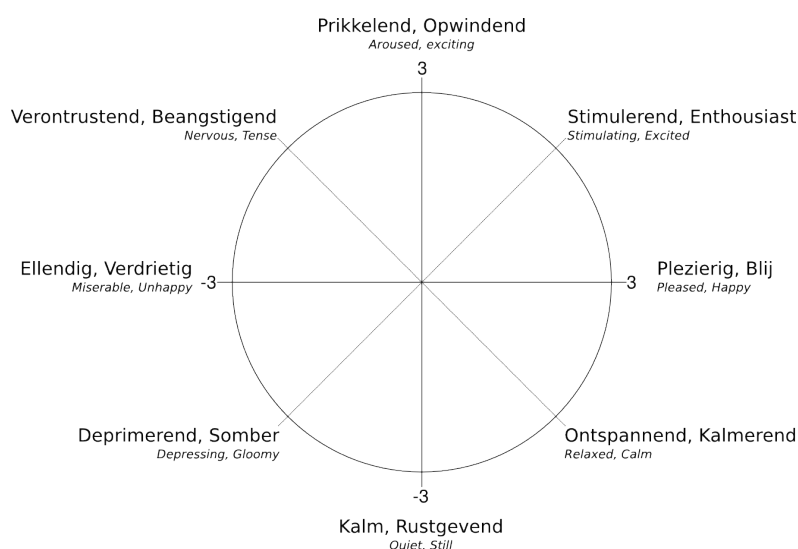 Prikkelend, Opwindend
Aroused, exciting
3
Verontrustend, Beangstigend
Nervous, Tense
Stimulerend, Enthousiast
Stimulating, Excited
Ellendig, Verdrietig
Miserable, Unhappy
-3
3
Plezierig, Blij
Pleased, Happy
Deprimerend, Somber
Depressing, Gloomy
Ontspannend, Kalmerend
Relaxed, Calm
-3
Kalm, Rustgevend
Quiet, Still